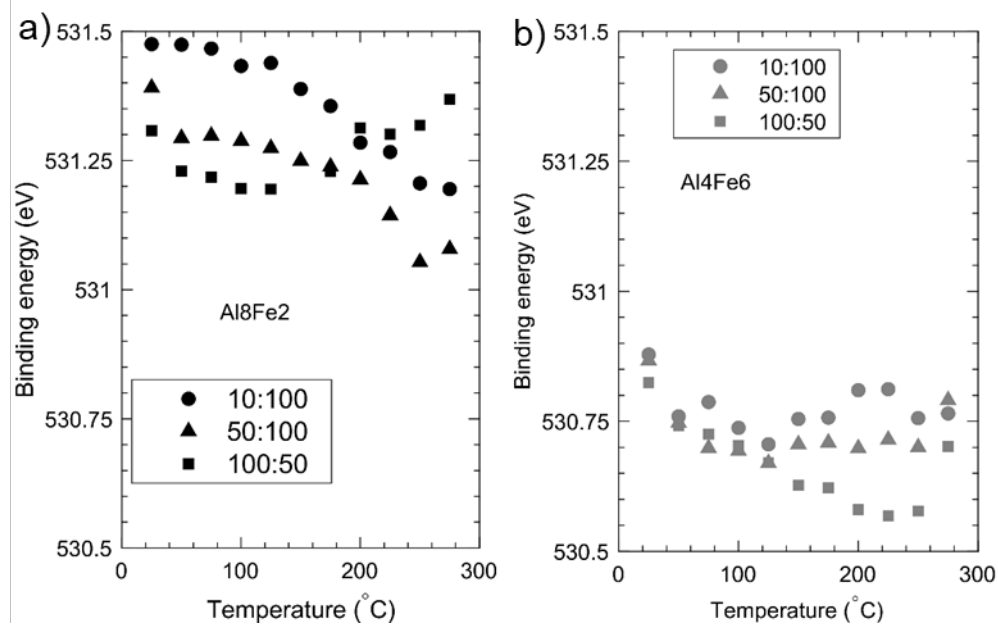 a)
531.5
531.25
531
530.75
530.5
Binding energy (eV)
Al8Fe2
10:100
50:100
100:50
0 100 200 300
Temperature (°C)
b)
531.5
531.25
531
530.75
530.5
Binding energy (eV)
10:100
50:100
100:50
Al4Fe6
0 100 200 300
Temperature (°C)